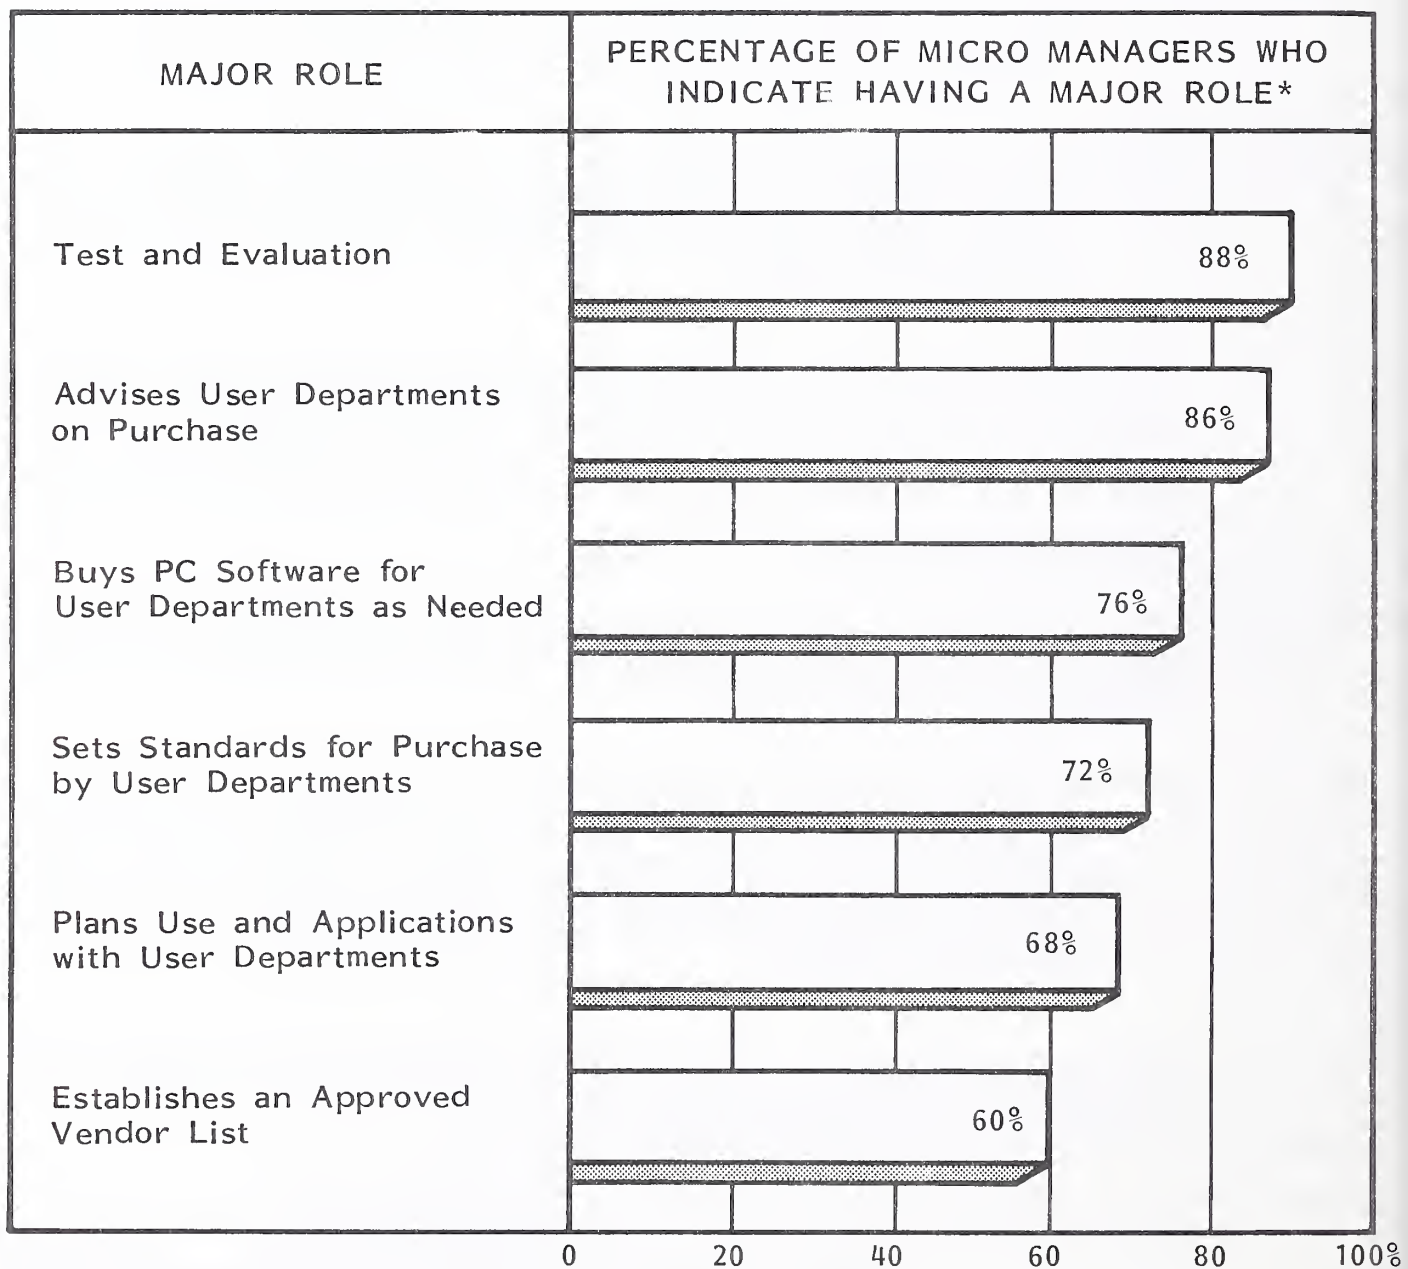 MAJOR ROLE
PERCENTAGE OF MICRO MANAGERS WHO
INDICATE HAVING A MAJOR ROLE*
Test and Evaluation
88%
Advises User Departments
on Purchase
86%
Buys PC Software for
User Departments as Needed
76%
Sets Standards for Purchase
by User Departments
72%
Plans Use and Applications
with User Departments
68%
Establishes an Approved
Vendor List
60%
0 20 40 60 80 100%